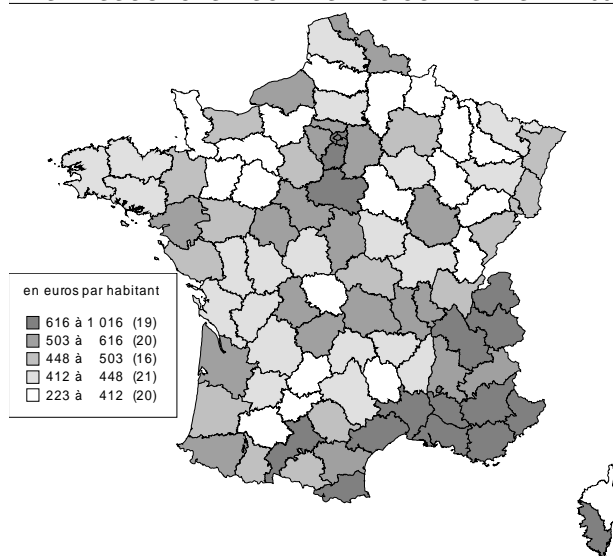 en euros par habitant
616 à 1 016 (19)
503 à 616 (20)
448 à 503 (16)
412 à 448 (21)
223 à 412 (20)